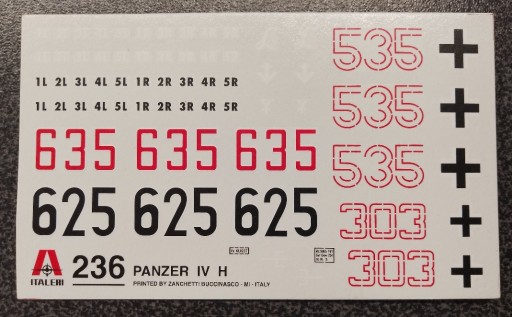 535
1L 2L 3L 4L 5L 1R 2R 3R 4R 5R
1L 2L 3L 4L 5L 1R 2R 3R 4R 5R
535
635 635 635
535
625 625 625
303
303
ITALERI
236 PANZER IV H
PRINTED BY ZANCHETTI BUCCINASCO - MI - ITALY